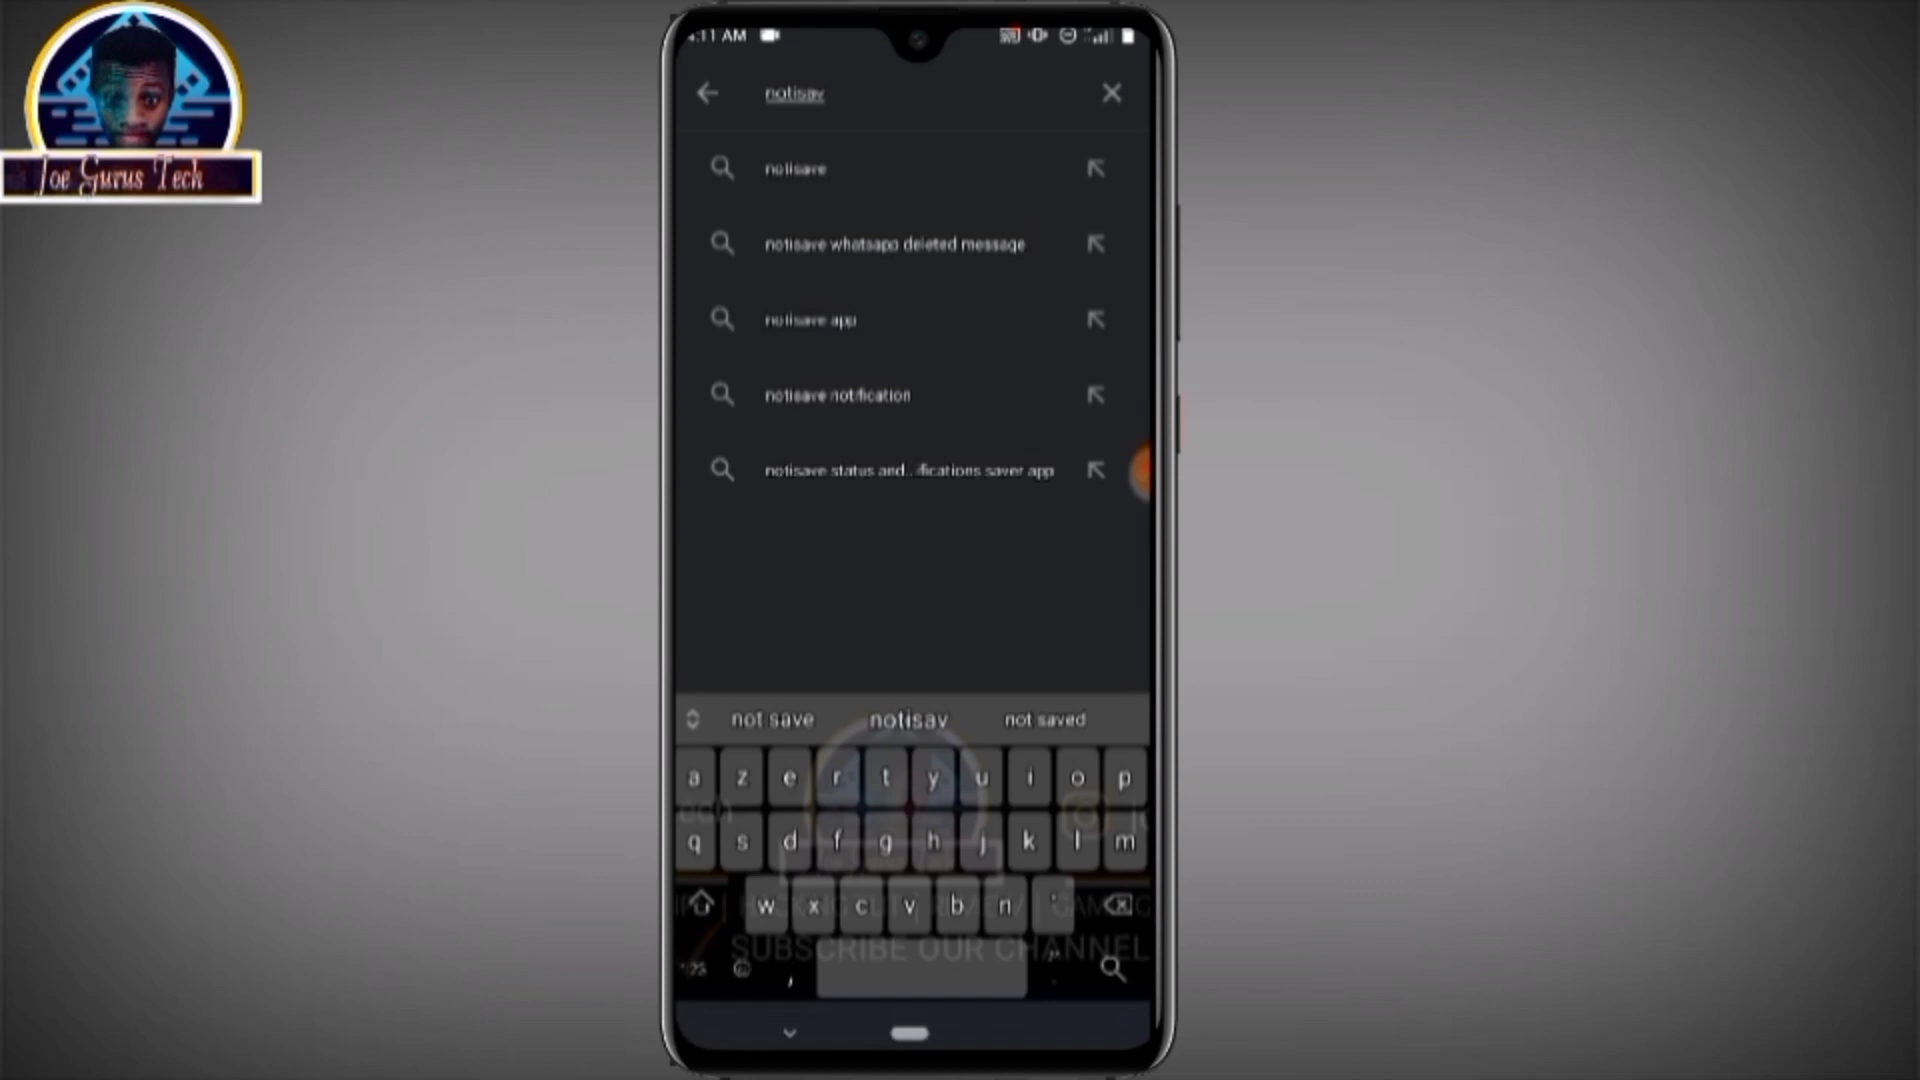 Joe Gurus Tech
4:11 AM
notisav
notisave
notisave whatsapp deleted message
notisave app
notisave notification
notisave status and...ifications saver app
not save notisav not saved
a z e r t y u i o p
q s d f g h j k l m
w x c v b n '
SUBSCRIBE OUR CHANNEL
,